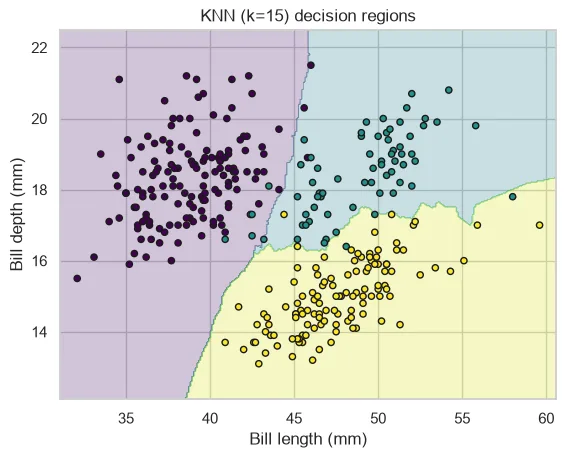 KNN (k=15) decision regions
22
20
18
16
14
Bill depth (mm)
35 40 45 50 55 60
Bill length (mm)